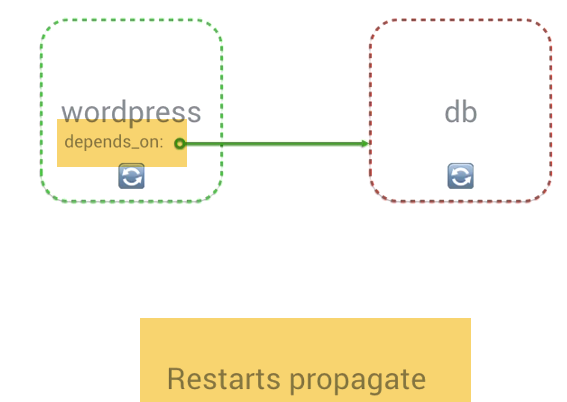 wordpress
db
depends_on:
Restarts propagate